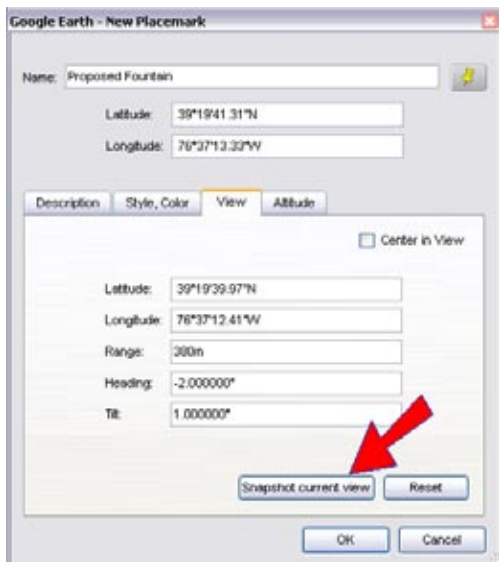 Google Earth - New Placemark
Name: Proposed Fountain
Latitude: 39°19'41.31"N
Longitude: 76°37'13.33"W
Description Style, Color View Altitude
Center in View
Latitude: 39°19'39.97"N
Longitude: 76°37'12.41"W
Range: 380m
Heading: -2.000000°
Tilt: 1.000000°
Snapshot current view Reset
OK Cancel